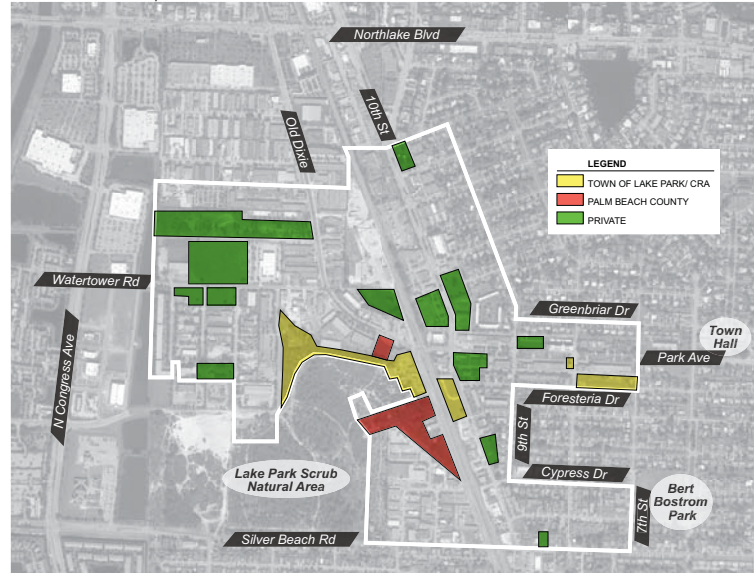 Northlake Blvd
10th St
Old Dixie
LEGEND
TOWN OF LAKE PARK/ CRA
PALM BEACH COUNTY
PRIVATE
Watertower Rd
N Congress Ave
Greenbriar Dr
Town
Hall
Park Ave
Foresteria Dr
9th St
Cypress Dr
Lake Park Scrub
Natural Area
Bert
Bostrom
Park
7th St
Silver Beach Rd